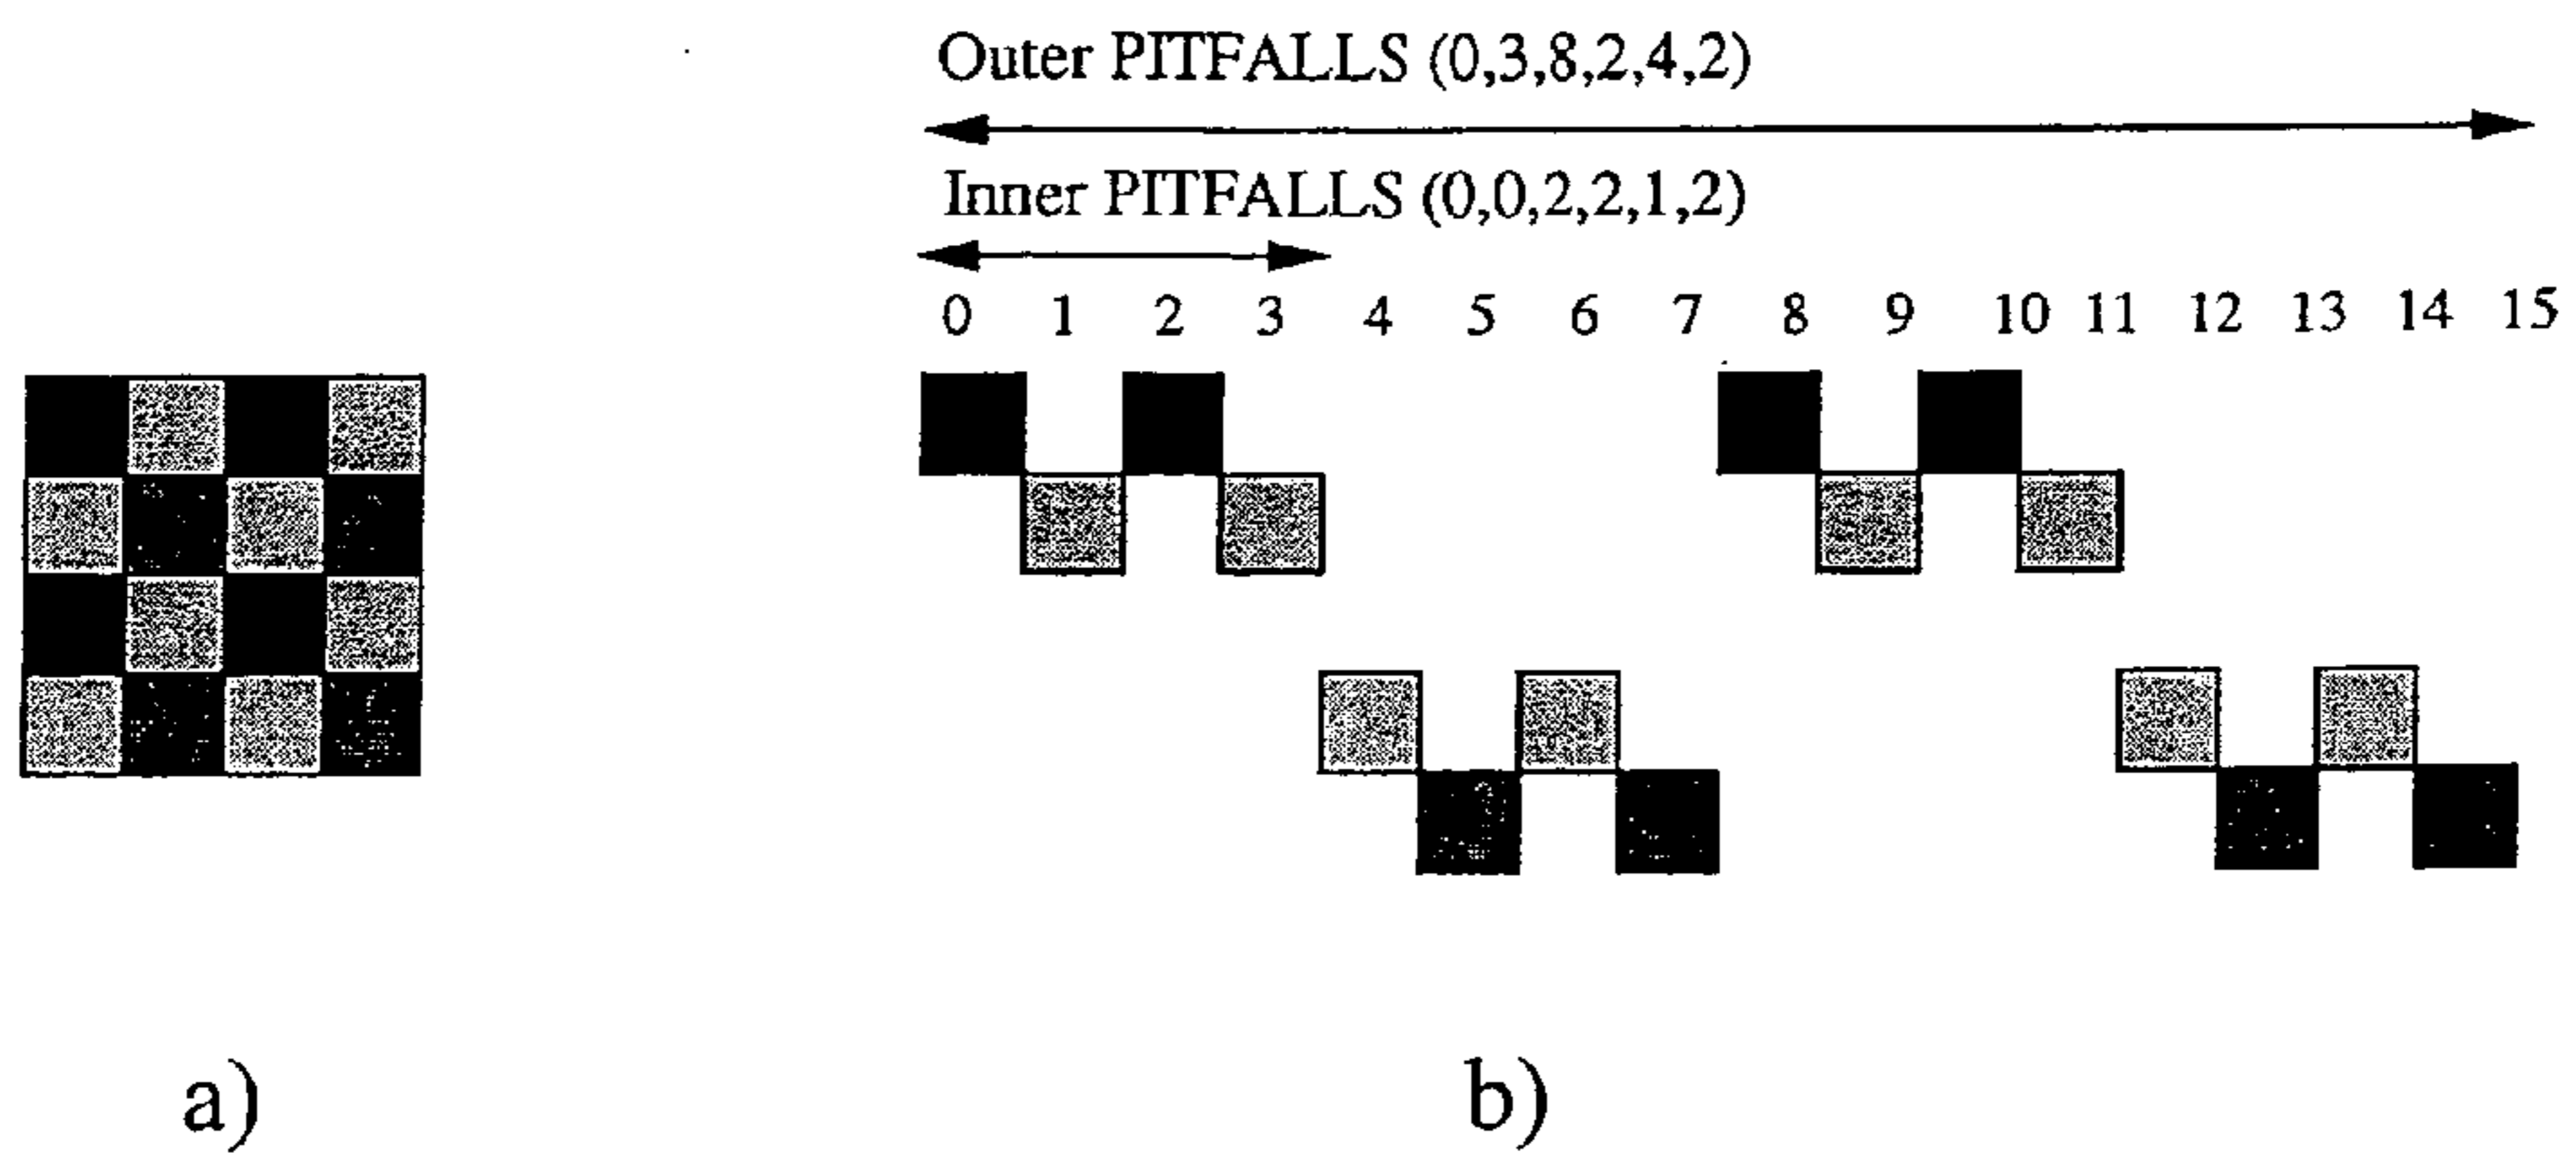 Outer PITFALLS (0,3,8,2,4,2)
Inner PITFALLS (0,0,2,2,1,2)
0 1 2 3 4 5 6 7 8 9 10 11 12 13 14 15
a) b)